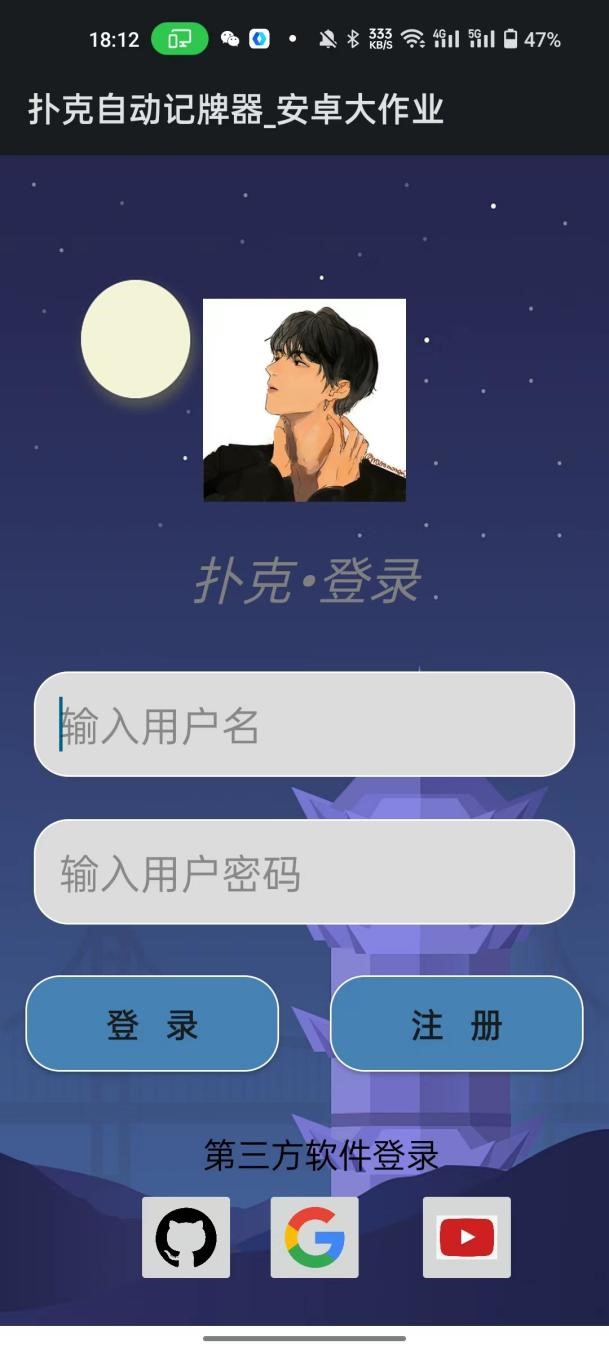 18:12
333
KB/S
4G
5G
47%
扑克自动记牌器_安卓大作业
扑克•登录
输入用户名
输入用户密码
登 录
注 册
第三方软件登录